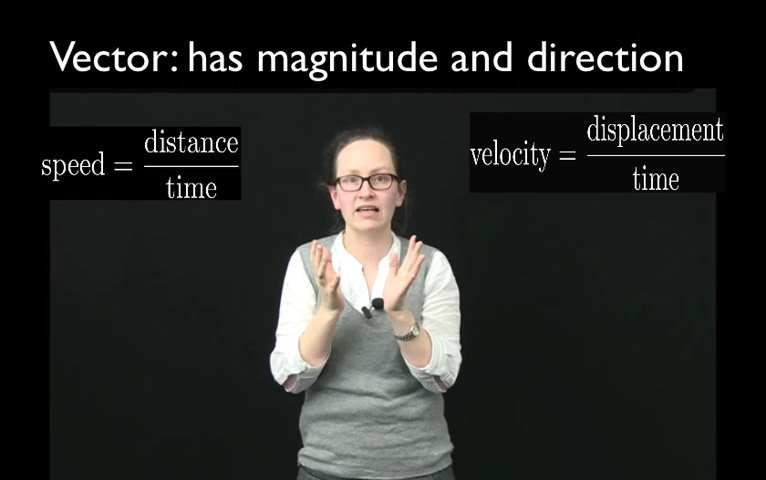 Vector: has magnitude and direction
speed = distance / time
velocity = displacement / time